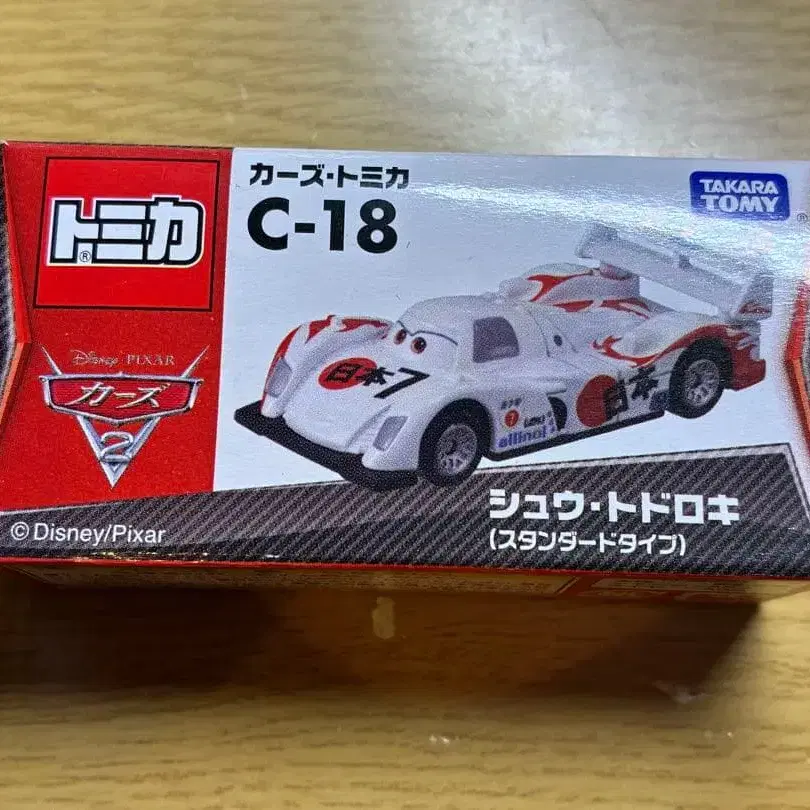 トミカ
®
カーズ・トミカ
C-18
TAKARA
TOMY
®
Disney PIXAR
カーズ
2
日本7
日本
7
allinol
シュウ・トドロキ
(スタンダードタイプ)
©Disney/Pixar